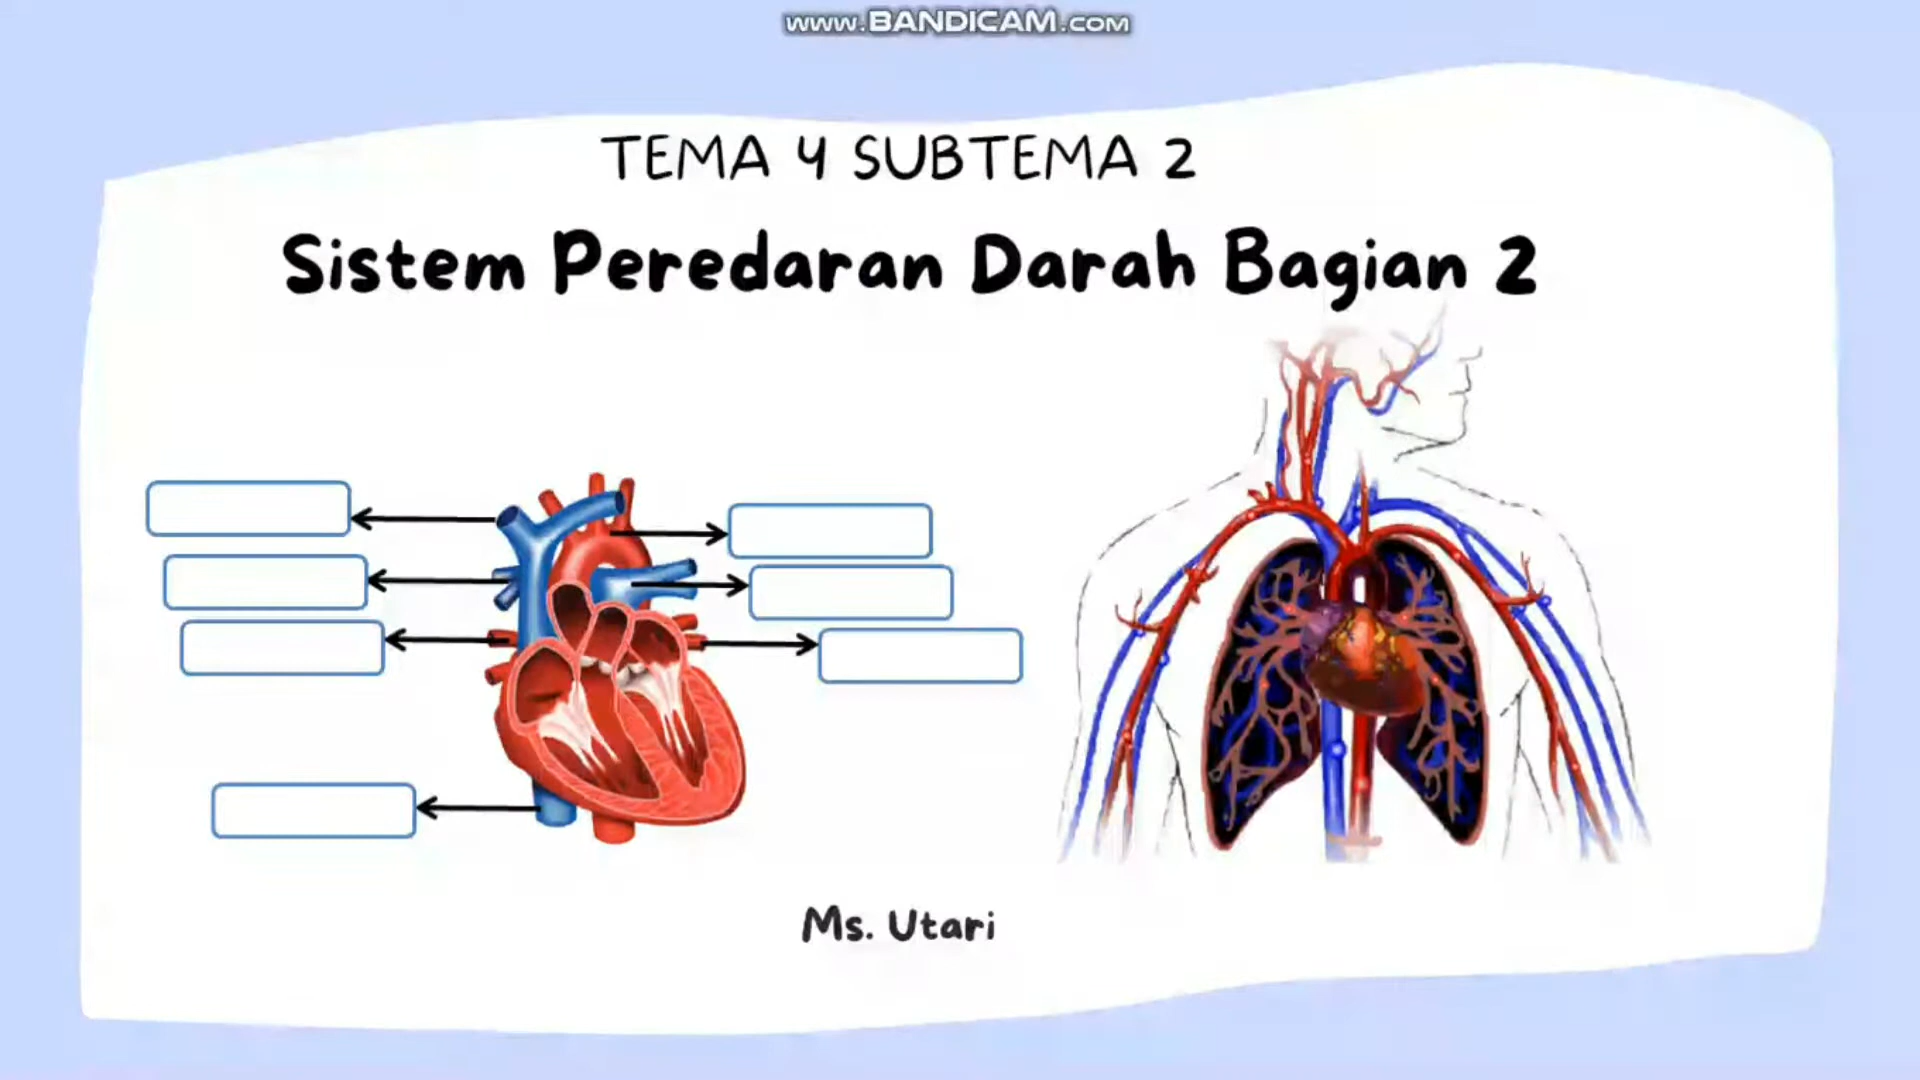 www.BANDICAM.com
TEMA 4 SUBTEMA 2
Sistem Peredaran Darah Bagian 2
Ms. Utari